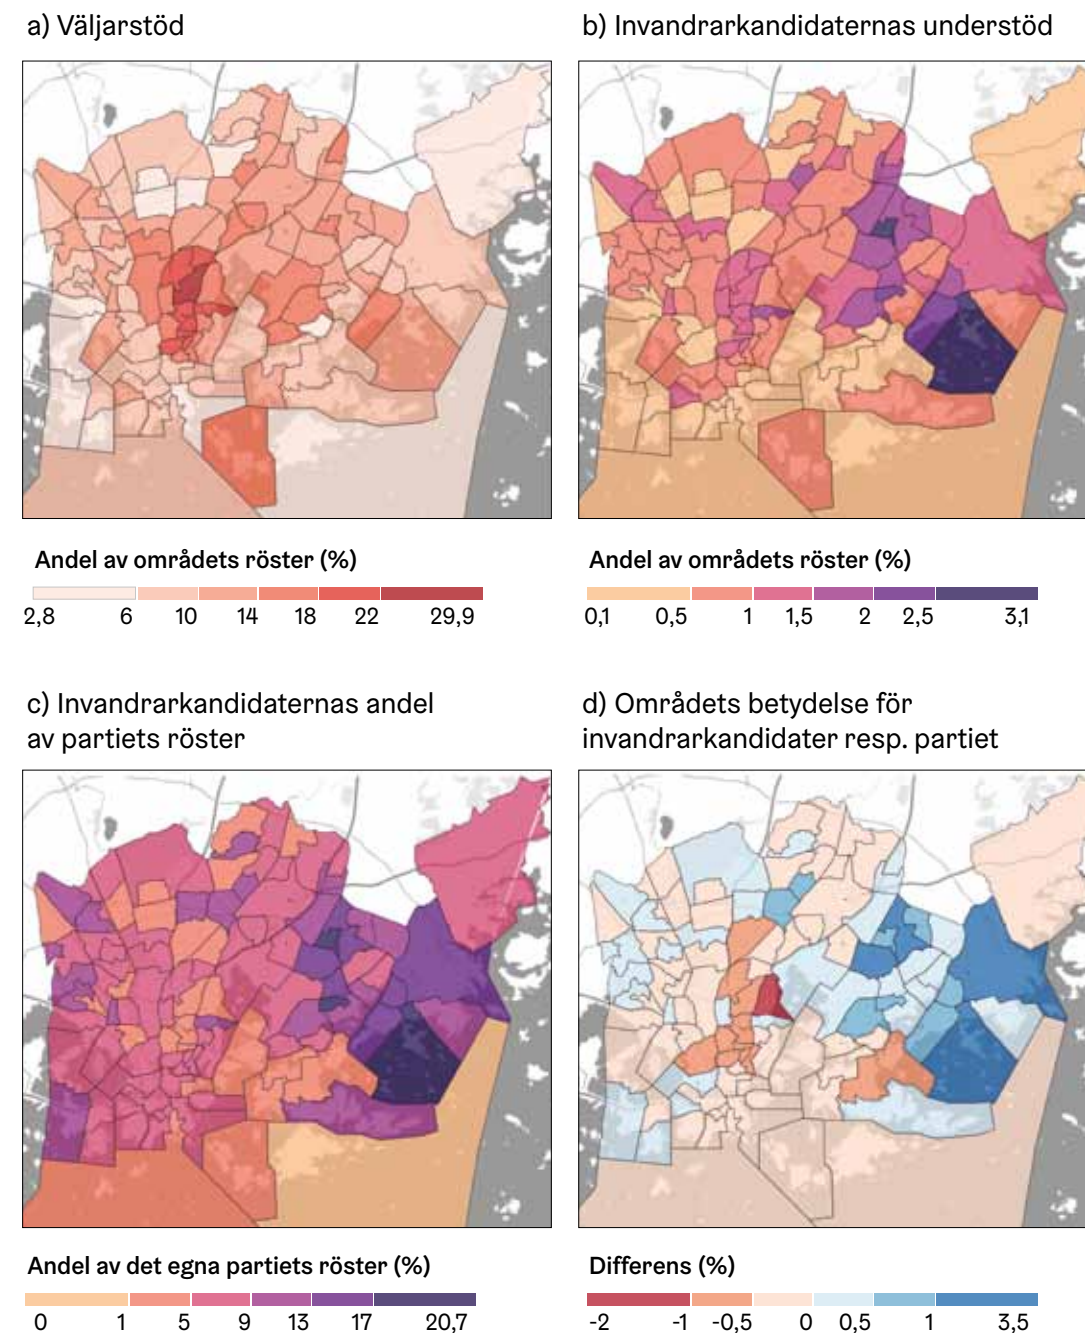 a) Väljarstöd
b) Invandrarkandidaternas understöd
Andel av områdets röster (%)
2,8 6 10 14 18 22 29,9
Andel av områdets röster (%)
0,1 0,5 1 1,5 2 2,5 3,1
c) Invandrarkandidaternas andel
av partiets röster
d) Områdets betydelse för
invandrarkandidater resp. partiet
Andel av det egna partiets röster (%)
0 1 5 9 13 17 20,7
Differens (%)
-2 -1 -0,5 0 0,5 1 3,5